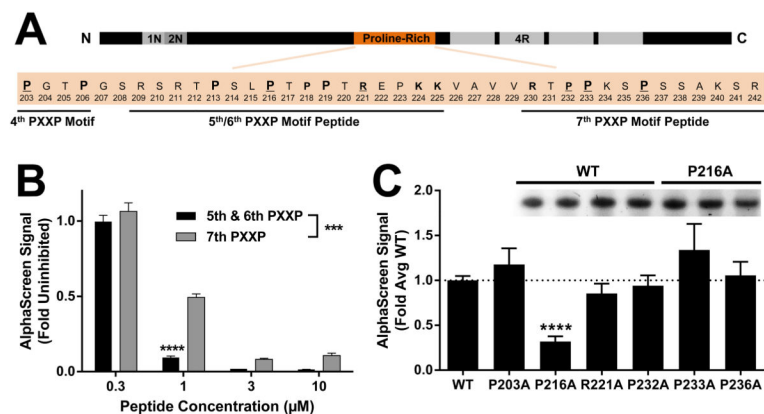 A
N 1N 2N Proline-Rich 4R C
P G T P G S R S R T P S L P T P P T R E P K K V A V V R T P P K S P S S A K S R
203 204 205 206 207 208 209 210 211 212 213 214 215 216 217 218 219 220 221 222 223 224 225 226 227 228 229 230 231 232 233 234 235 236 237 238 239 240 241 242
4th PXXP Motif 5th/6th PXXP Motif Peptide 7th PXXP Motif Peptide
B
AlphaScreen Signal
(Fold Uninhibited)
1.0
0.5
0.0
5th & 6th PXXP
7th PXXP
***
****
0.3 1 3 10
Peptide Concentration (µM)
C
WT P216A
AlphaScreen Signal
(Fold Avg WT)
2.0
1.5
1.0
0.5
0.0
****
WT P203A P216A R221A P232A P233A P236A